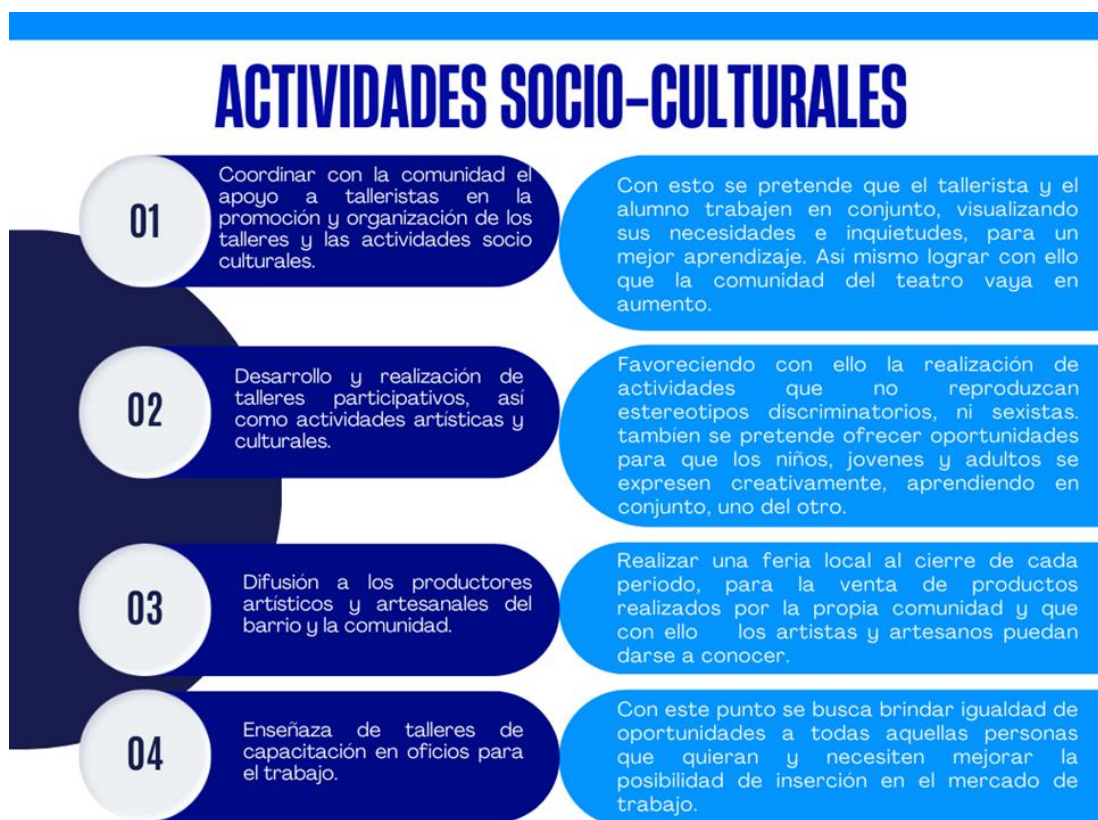 ACTIVIDADES SOCIO-CULTURALES
01
Coordinar con la comunidad el
apoyo a talleristas en la
promoción y organización de los
talleres y las actividades socio
culturales.
Con esto se pretende que el tallerista y el
alumno trabajen en conjunto, visualizando
sus necesidades e inquietudes, para un
mejor aprendizaje. Así mismo lograr con ello
que la comunidad del teatro vaya en
aumento.
02
Desarrollo y realización de
talleres participativos, así
como actividades artísticas y
culturales.
Favoreciendo con ello la realización de
actividades que no reproduzcan
estereotipos discriminatorios, ni sexistas.
tambíen se pretende ofrecer oportunidades
para que los niños, jovenes y adultos se
expresen creativamente, aprendiendo en
conjunto, uno del otro.
03
Difusión a los productores
artísticos y artesanales del
barrio y la comunidad.
Realizar una feria local al cierre de cada
periodo, para la venta de productos
realizados por la propia comunidad y que
con ello los artistas y artesanos puedan
darse a conocer.
04
Enseñaza de talleres de
capacitación en oficios para
el trabajo.
Con este punto se busca brindar igualdad de
oportunidades a todas aquellas personas
que quieran y necesiten mejorar la
posibilidad de inserción en el mercado de
trabajo.